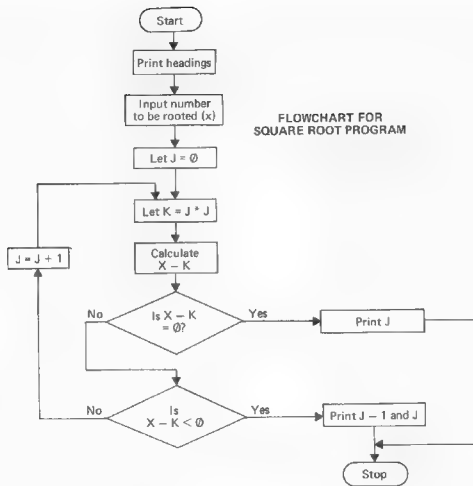 Start
Print headings
Input number
to be rooted (x)
FLOWCHART FOR
SQUARE ROOT PROGRAM
Let J = Ø
Let K = J * J
J = J + 1
Calculate
X – K
No
Is X – K
= Ø?
Yes
Print J
No
Is
X – K < Ø
Yes
Print J – 1 and J
Stop